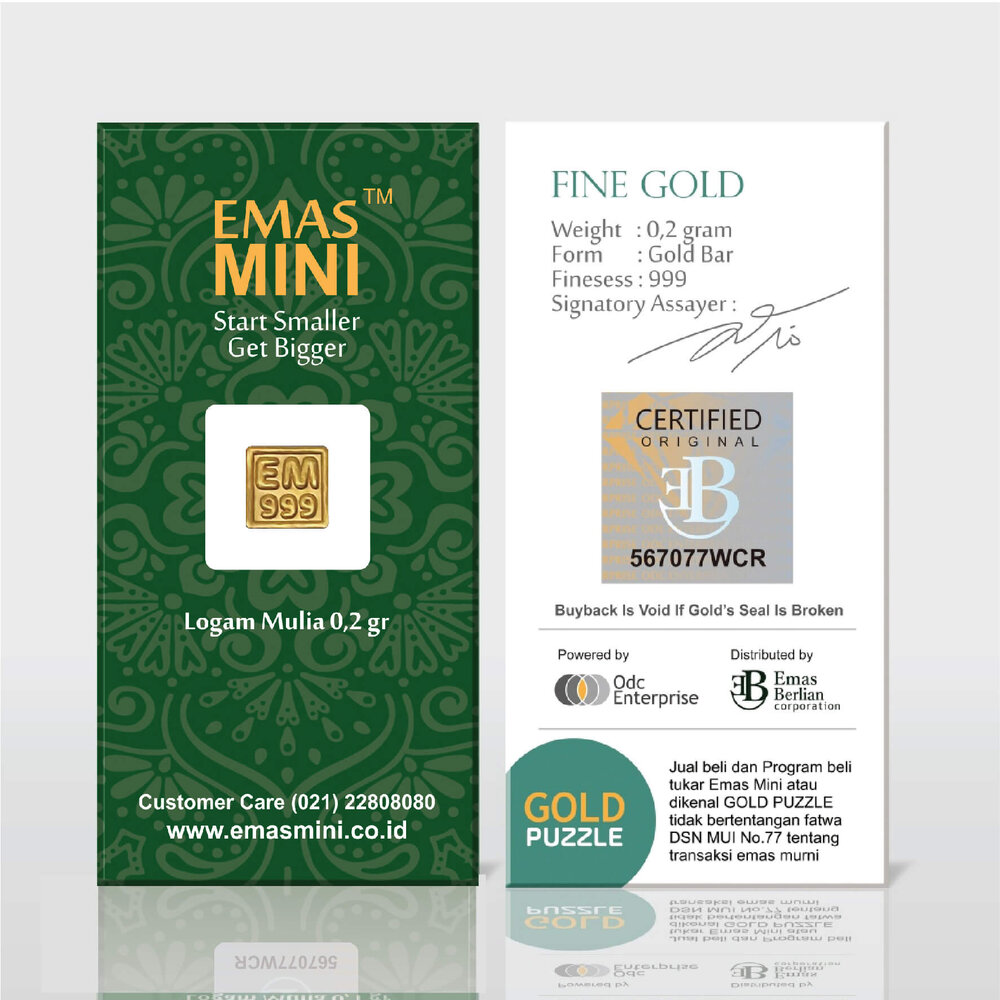 EMAS™
MINI
Start Smaller
Get Bigger
EM
999
Logam Mulia 0,2 gr
Customer Care (021) 22808080
www.emasmini.co.id
FINE GOLD
Weight : 0,2 gram
Form : Gold Bar
Finesess : 999
Signatory Assayer :
CERTIFIED
ORIGINAL
EB
567077WCR
Buyback Is Void If Gold's Seal Is Broken
Powered by
Odc
Enterprise
Distributed by
EB
Emas
Berlian
corporation
GOLD
PUZZLE
Jual beli dan Program beli
tukar Emas Mini atau
dikenal GOLD PUZZLE
tidak bertentangan fatwa
DSN MUI No.77 tentang
transaksi emas murni